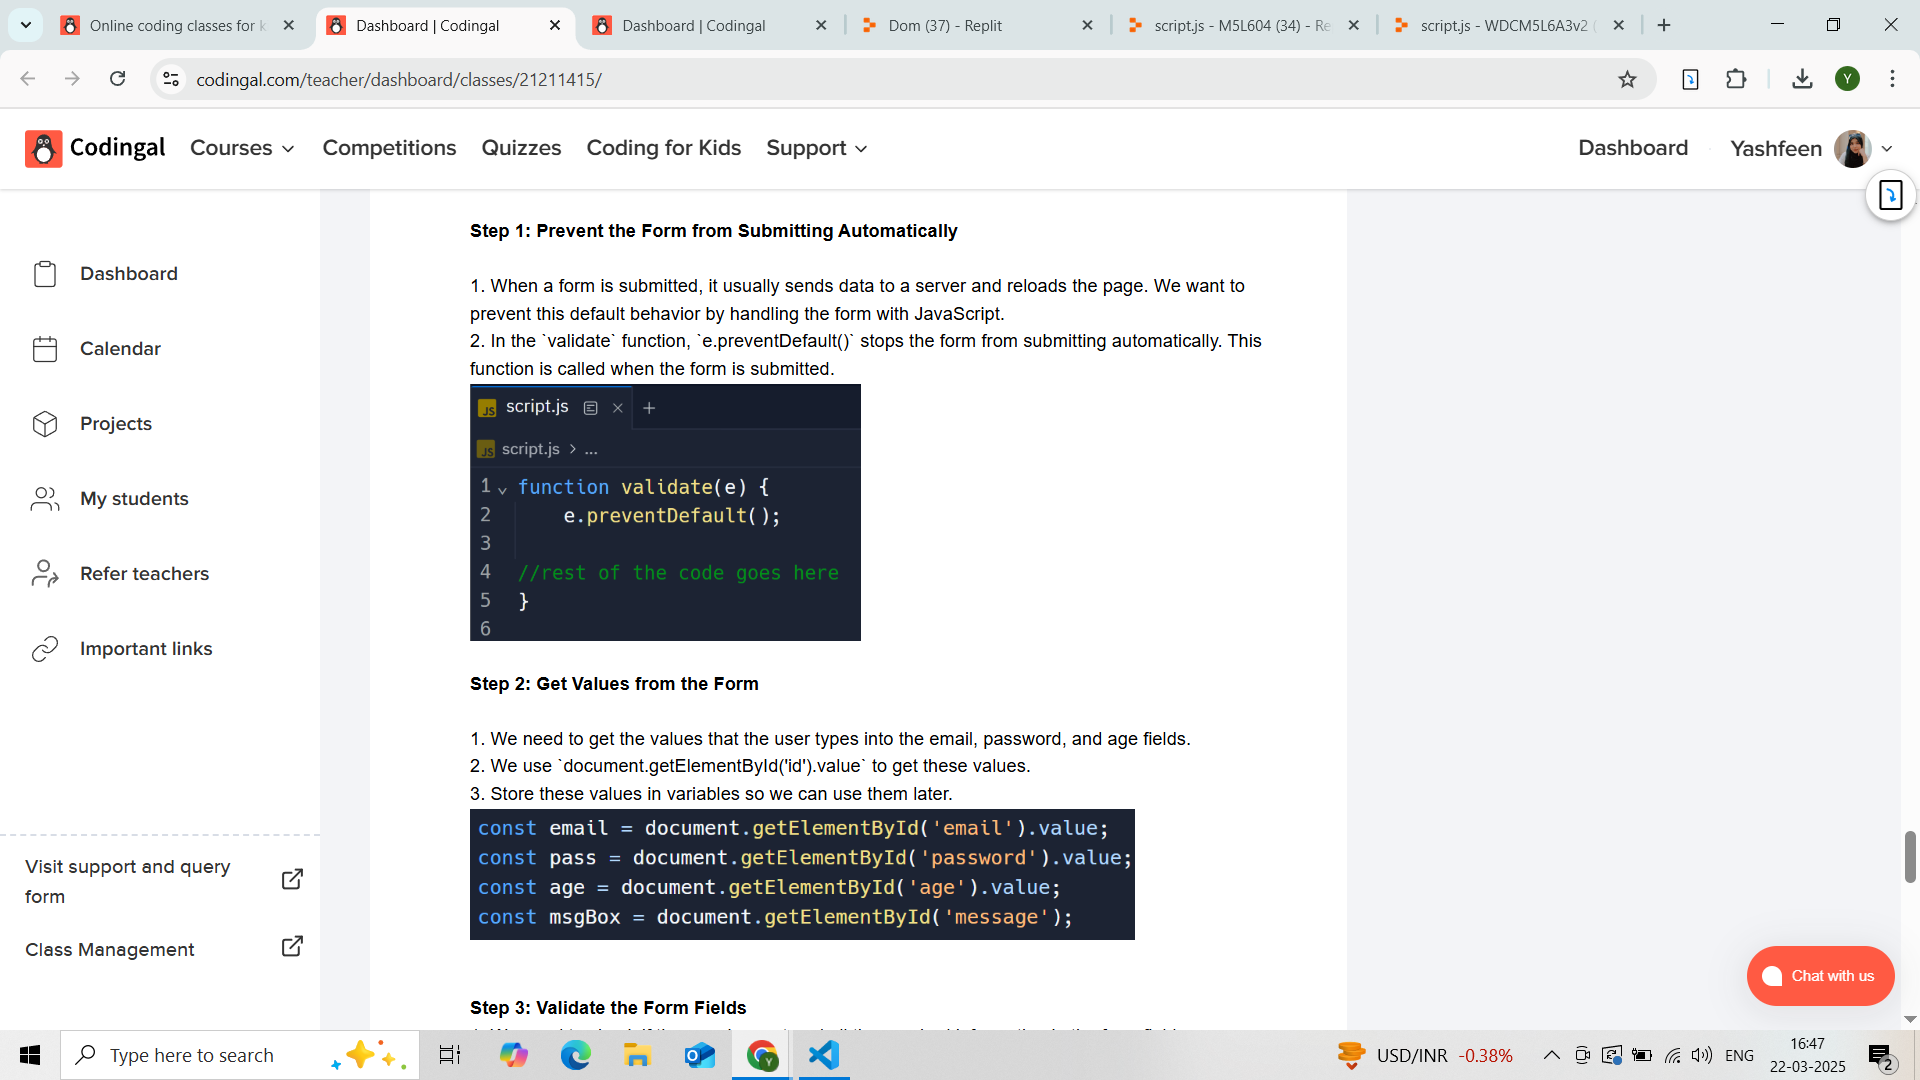 Online coding classes for k
Dashboard | Codingal
Dashboard | Codingal
Dom (37) - Replit
script.js - M5L604 (34) - Re
script.js - WDCM5L6A3v2 (
codingal.com/teacher/dashboard/classes/21211415/
Y
Codingal
Courses
Competitions
Quizzes
Coding for Kids
Support
Dashboard
Yashfeen
Dashboard
Calendar
Projects
My students
Refer teachers
Important links
Visit support and query
form
Class Management
Step 1: Prevent the Form from Submitting Automatically
1. When a form is submitted, it usually sends data to a server and reloads the page. We want to
prevent this default behavior by handling the form with JavaScript.
2. In the `validate` function, `e.preventDefault()` stops the form from submitting automatically. This
function is called when the form is submitted.
JS script.js
JS script.js > ...
1 function validate(e) {
2 e.preventDefault();
3
4 //rest of the code goes here
5 }
6
Step 2: Get Values from the Form
1. We need to get the values that the user types into the email, password, and age fields.
2. We use `document.getElementById('id').value` to get these values.
3. Store these values in variables so we can use them later.
const email = document.getElementById('email').value;
const pass = document.getElementById('password').value;
const age = document.getElementById('age').value;
const msgBox = document.getElementById('message');
Step 3: Validate the Form Fields
Chat with us
Type here to search
USD/INR -0.38%
ENG
16:47
22-03-2025
2